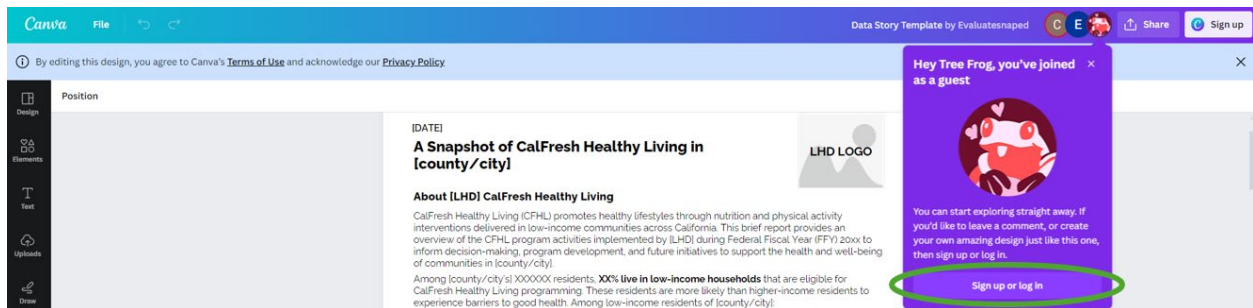 Canva File
Data Story Template by Evaluatesnaped C E Share C Sign up
By editing this design, you agree to Canva's Terms of Use and acknowledge our Privacy Policy
Design
Elements
Text
Uploads
Draw
Position
[DATE]
A Snapshot of CalFresh Healthy Living in
[county/city]
LHD LOGO
About [LHD] CalFresh Healthy Living
CalFresh Healthy Living (CFHL) promotes healthy lifestyles through nutrition and physical activity
interventions delivered in low-income communities across California. This brief report provides an
overview of the CFHL program activities implemented by [LHD] during Federal Fiscal Year (FFY) 20xx to
inform decision-making, program development, and future initiatives to support the health and well-being
of communities in [county/city].
Among [county/city's] XXXXXX residents, XX% live in low-income households that are eligible for
CalFresh Healthy Living programming. These residents are more likely than higher-income residents to
experience barriers to good health. Among low-income residents of [county/city]:
Hey Tree Frog, you've joined
as a guest
You can start exploring straight away. If
you'd like to leave a comment, or create
your own amazing design just like this one,
then sign up or log in.
Sign up or log in